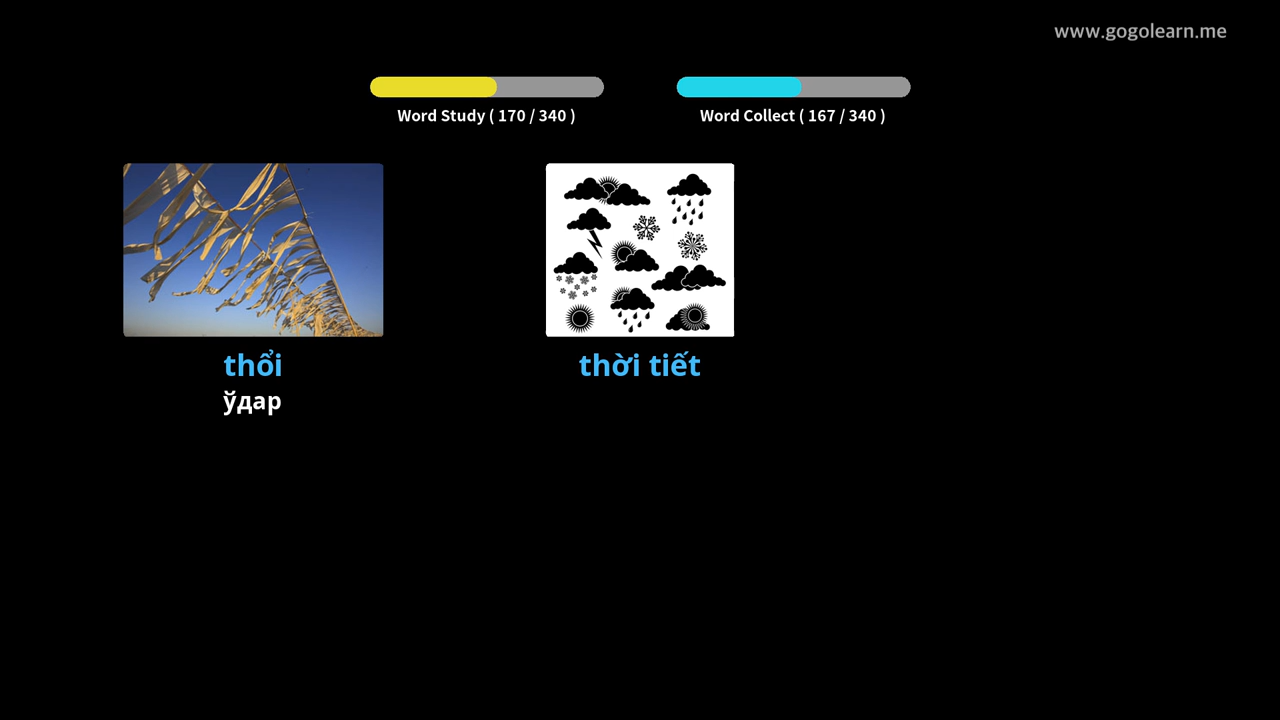 www.gogolearn.me
Word Study ( 170 / 340 )
Word Collect ( 167 / 340 )
thổi
ўдар
thời tiết